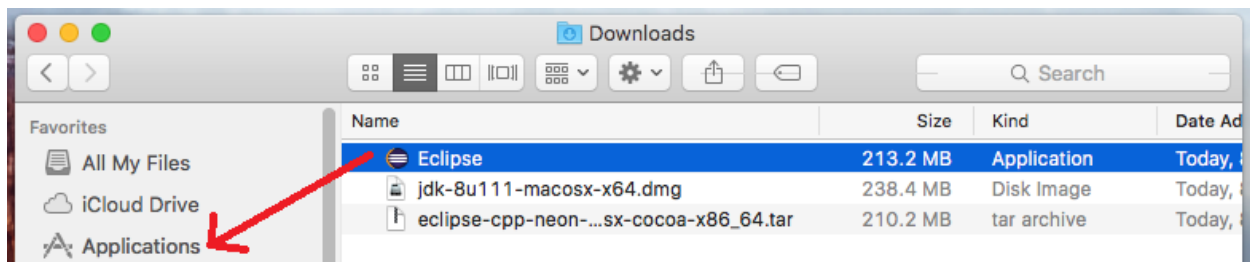 Downloads
Search
Favorites
Name Size Kind Date Ad
All My Files
Eclipse 213.2 MB Application Today,
iCloud Drive
jdk-8u111-macosx-x64.dmg 238.4 MB Disk Image Today,
eclipse-cpp-neon-...sx-cocoa-x86_64.tar 210.2 MB tar archive Today,
Applications